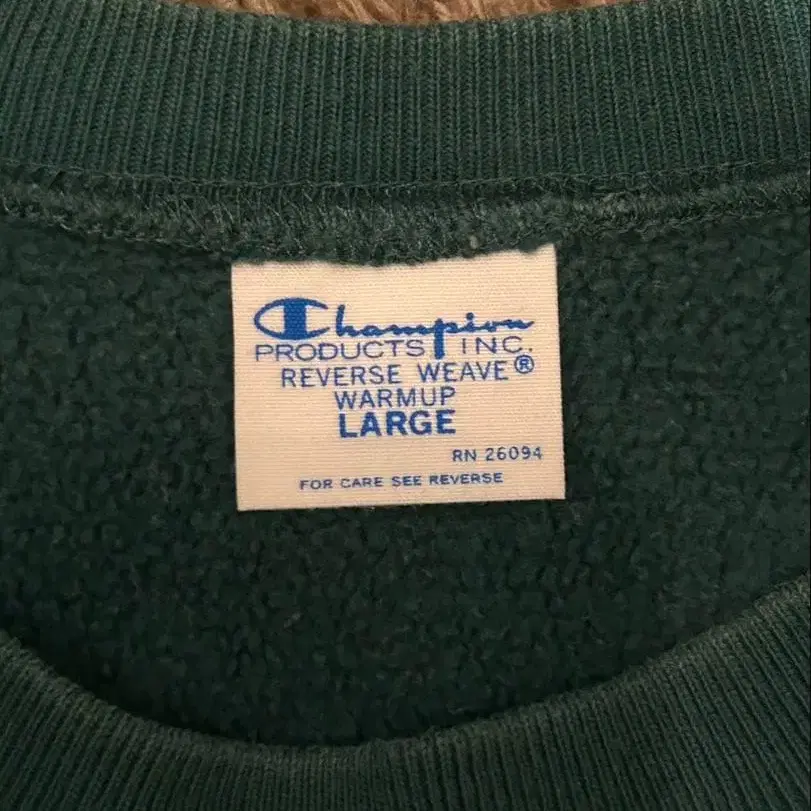 Champion
PRODUCTS INC.
REVERSE WEAVE®
WARMUP
LARGE
RN 26094
FOR CARE SEE REVERSE